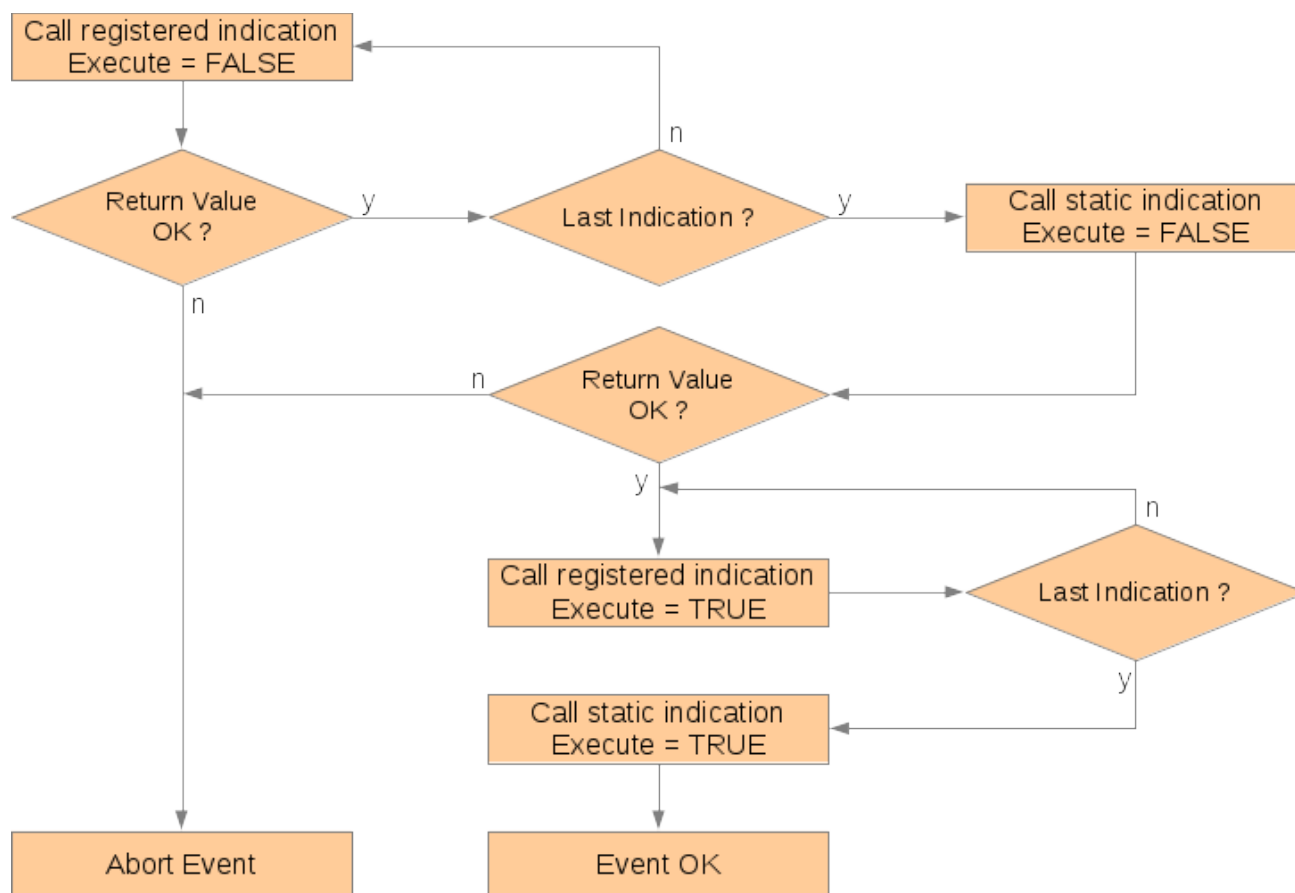 Call registered indication
Execute = FALSE
n
Return Value
OK ?
y
Last Indication ?
y
Call static indication
Execute = FALSE
n
n
Return Value
OK ?
y
n
Call registered indication
Execute = TRUE
Last Indication ?
y
Call static indication
Execute = TRUE
Abort Event
Event OK